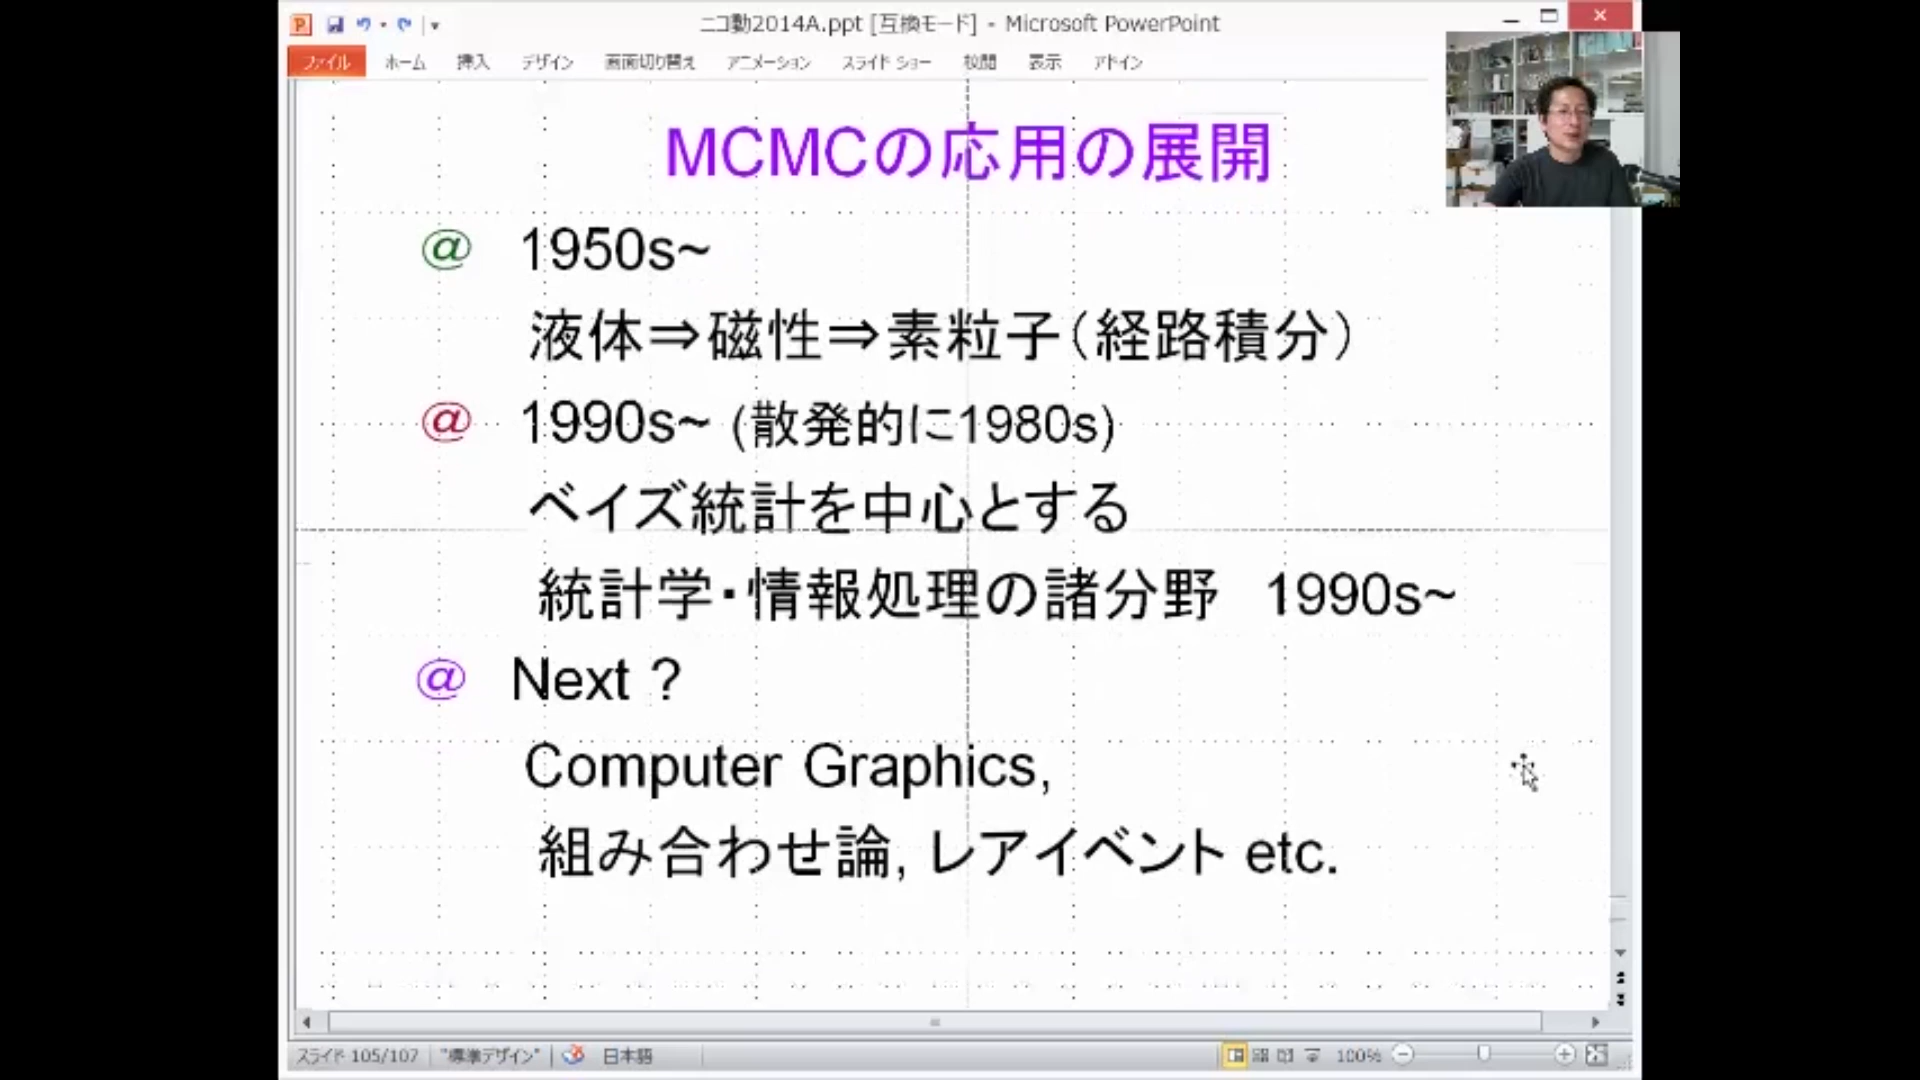 ニコ動2014A.ppt [互換モード] - Microsoft PowerPoint
ファイル ホーム 挿入 デザイン 画面切り替え アニメーション スライド ショー 校閲 表示 アドイン
MCMCの応用の展開
@ 1950s~
液体⇒磁性⇒素粒子（経路積分）
@ 1990s~ (散発的に1980s)
ベイズ統計を中心とする
統計学・情報処理の諸分野 1990s~
@ Next ?
Computer Graphics,
組み合わせ論, レアイベント etc.
スライド 105/107 "標準デザイン" 日本語 100%